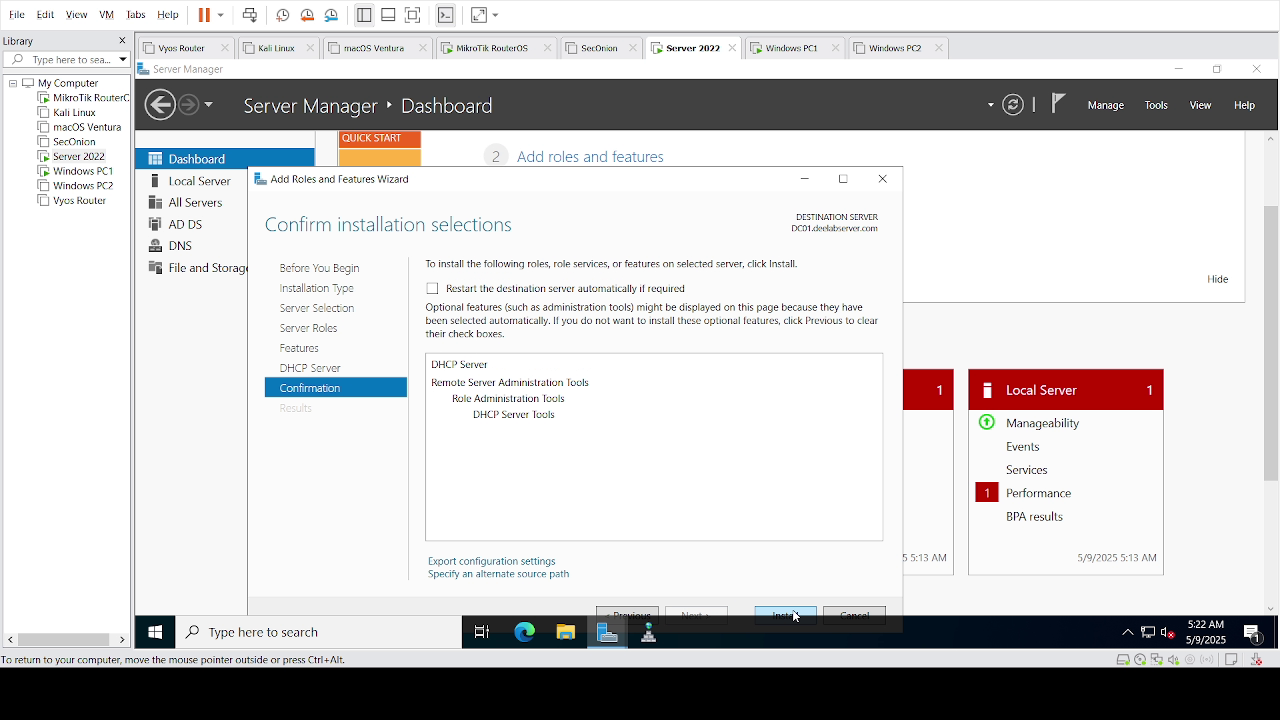 File Edit View VM Tabs Help
Library
Type here to sea...
My Computer
MikroTik RouterO
Kali Linux
macOS Ventura
SecOnion
Server 2022
Windows PC1
Windows PC2
Vyos Router
Vyos Router Kali Linux macOS Ventura MikroTik RouterOS SecOnion Server 2022 Windows PC1 Windows PC2
Server Manager
Server Manager Dashboard
Manage Tools View Help
Dashboard
Local Server
All Servers
AD DS
DNS
File and Storage
QUICK START
2 Add roles and features
Hide
Add Roles and Features Wizard
Confirm installation selections
DESTINATION SERVER
DC01.deelabserver.com
Before You Begin
Installation Type
Server Selection
Server Roles
Features
DHCP Server
Confirmation
Results
To install the following roles, role services, or features on selected server, click Install.
Restart the destination server automatically if required
Optional features (such as administration tools) might be displayed on this page because they have
been selected automatically. If you do not want to install these optional features, click Previous to clear
their check boxes.
DHCP Server
Remote Server Administration Tools
Role Administration Tools
DHCP Server Tools
Export configuration settings
Specify an alternate source path
< Previous Next > Install Cancel
1
Local Server 1
Manageability
Events
Services
1 Performance
BPA results
5 5:13 AM
5/9/2025 5:13 AM
Type here to search
5:22 AM
5/9/2025
1
To return to your computer, move the mouse pointer outside or press Ctrl+Alt.